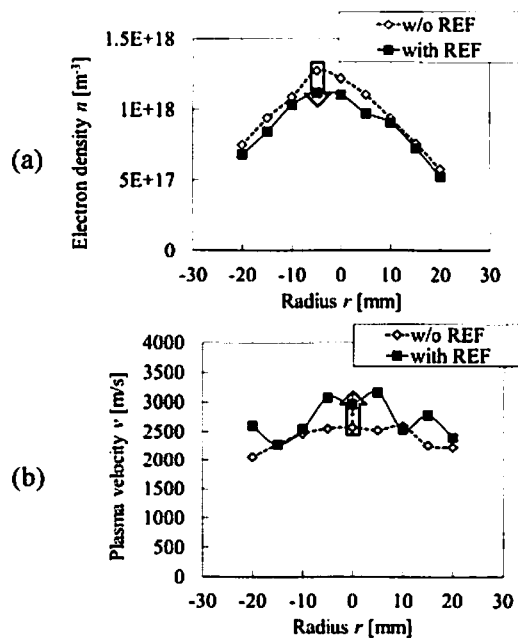 w/o REF
with REF
(a)
Electron density n [m-3]
1.5E+18
1E+18
5E+17
0
-30 -20 -10 0 10 20 30
Radius r [mm]
w/o REF
with REF
(b)
Plasma velocity v [m/s]
4000
3500
3000
2500
2000
1500
1000
500
0
-30 -20 -10 0 10 20 30
Radius r [mm]